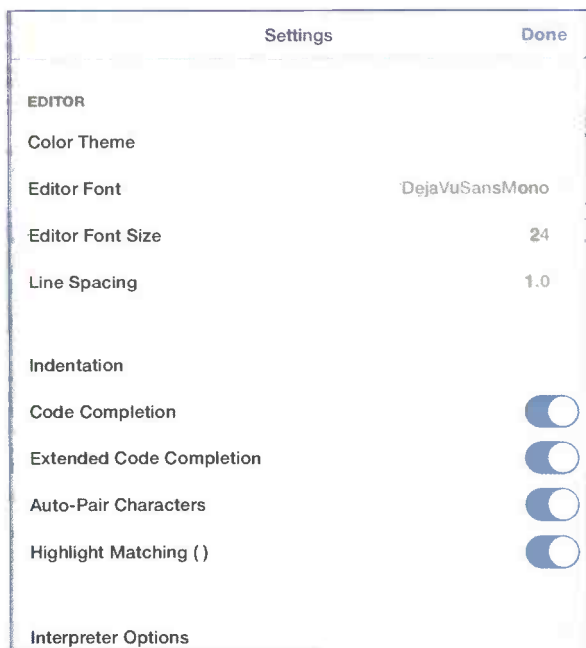 Settings Done
EDITOR
Color Theme
Editor Font DejaVuSansMono
Editor Font Size 24
Line Spacing 1.0
Indentation
Code Completion
Extended Code Completion
Auto-Pair Characters
Highlight Matching ( )
Interpreter Options